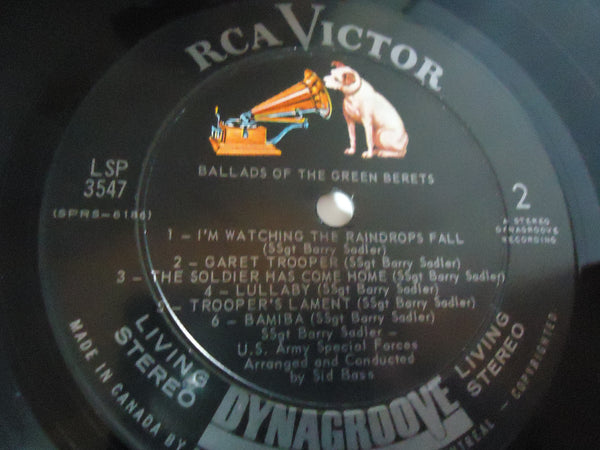 RCA VICTOR
BALLADS OF THE GREEN BERETS
LSP
3547
(SPRS-6186)
2
A STEREO
DYNAGROOVE
RECORDING
1 – I'M WATCHING THE RAINDROPS FALL
(SSgt Barry Sadler)
2 – GARET TROOPER (SSgt Barry Sadler)
3 – THE SOLDIER HAS COME HOME (SSgt Barry Sadler)
4 – LULLABY (SSgt Barry Sadler)
5 – TROOPER'S LAMENT (SSgt Barry Sadler)
6 – BAMIBA (SSgt Barry Sadler)
SSgt Barry Sadler –
U.S. Army Special Forces
Arranged and Conducted
by Sid Bass
LIVING
STEREO
DYNAGROOVE
LIVING
STEREO
MADE IN CANADA BY
MONTREAL – COPYRIGHTED